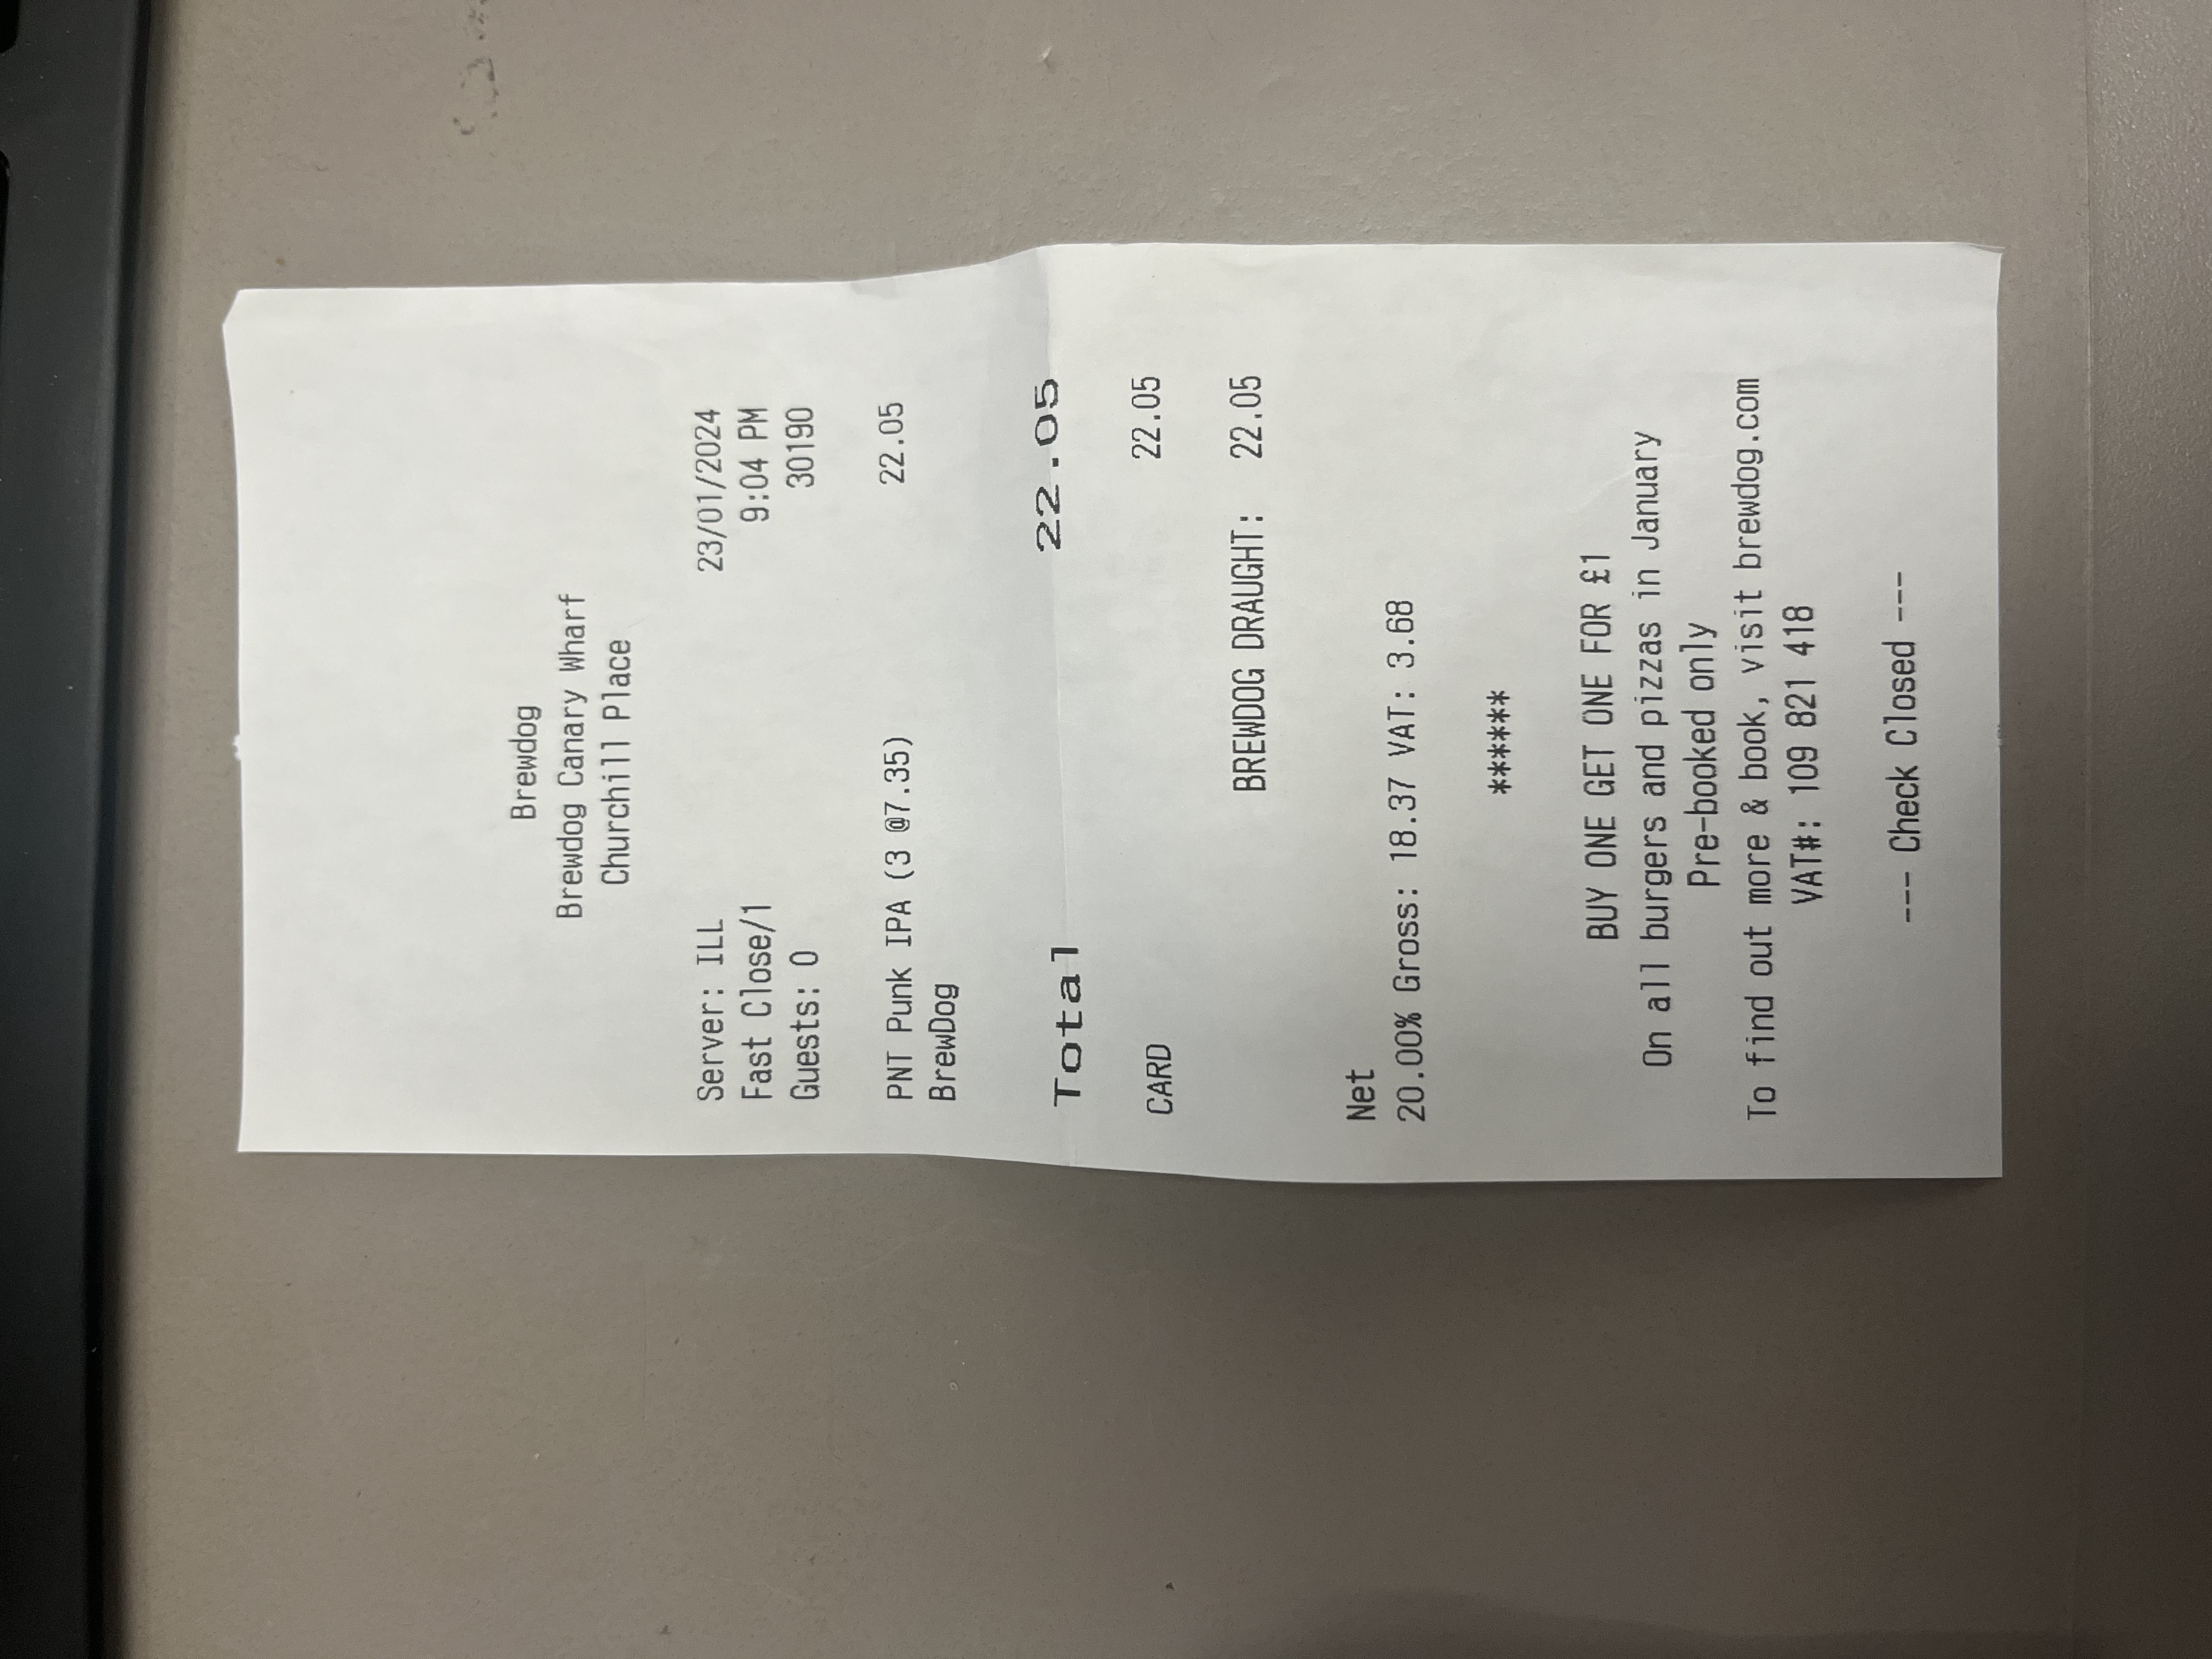 Brewdog
Brewdog Canary Wharf
Churchill Place
Server: ILL 23/01/2024
Fast Close/1 9:04 PM
Guests: 0 30190
PNT Punk IPA (3 @7.35) 22.05
BrewDog
Total 22.05
CARD 22.05
BREWDOG DRAUGHT: 22.05
Net
20.00% Gross: 18.37 VAT: 3.68
******
BUY ONE GET ONE FOR £1
On all burgers and pizzas in January
Pre-booked only
To find out more & book, visit brewdog.com
VAT#: 109 821 418
--- Check Closed ---